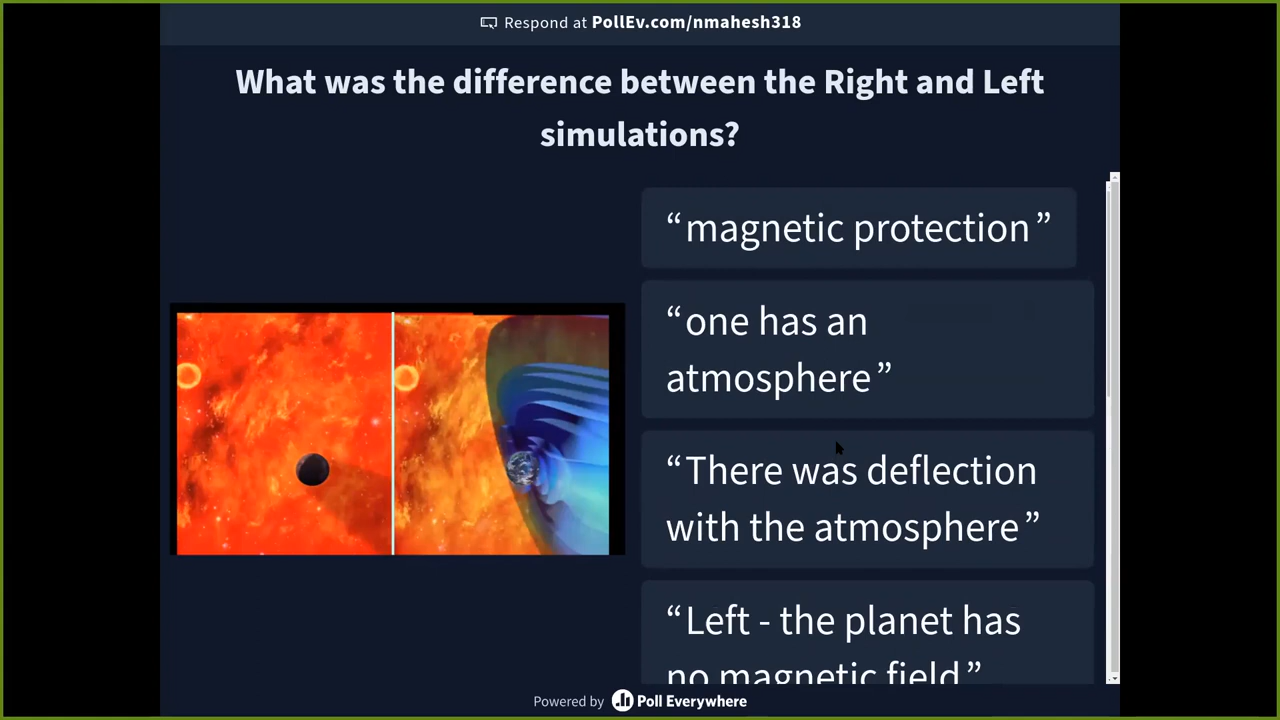 Respond at PollEv.com/nmahesh318
What was the difference between the Right and Left
simulations?
“magnetic protection”
“one has an
atmosphere”
“There was deflection
with the atmosphere”
“Left - the planet has
no magnetic field”
Powered by Poll Everywhere